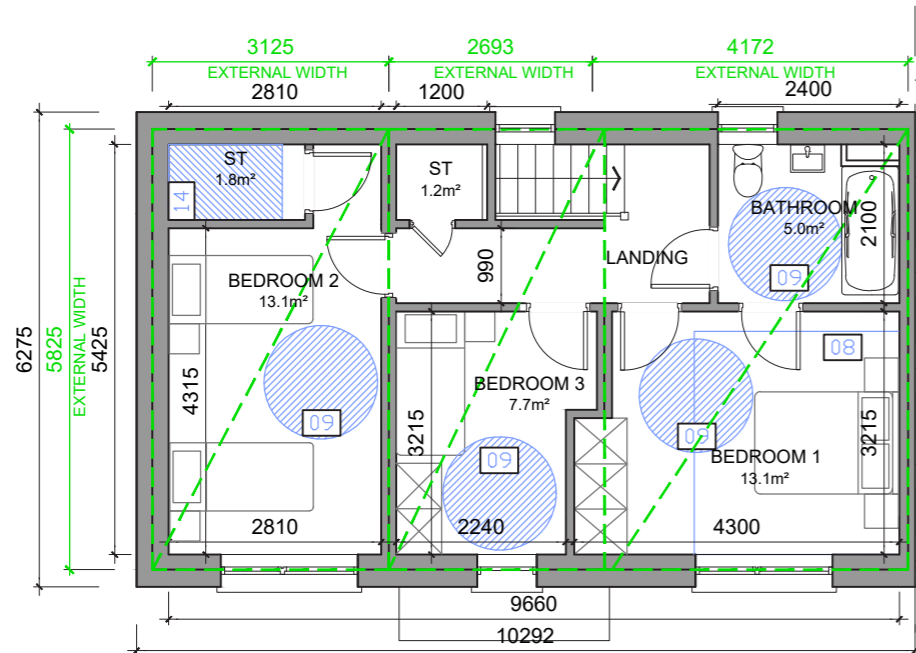 3125
2693
4172
EXTERNAL WIDTH
EXTERNAL WIDTH
EXTERNAL WIDTH
2810
1200
2400
ST
1.8m²
14
ST
1.2m²
BATHROOM
5.0m²
2100
09
LANDING
990
BEDROOM 2
13.1m²
6275
5825
EXTERNAL WIDTH
5425
4315
09
BEDROOM 3
7.7m²
3215
09
08
09
BEDROOM 1
13.1m²
3215
2810
2240
4300
9660
10292